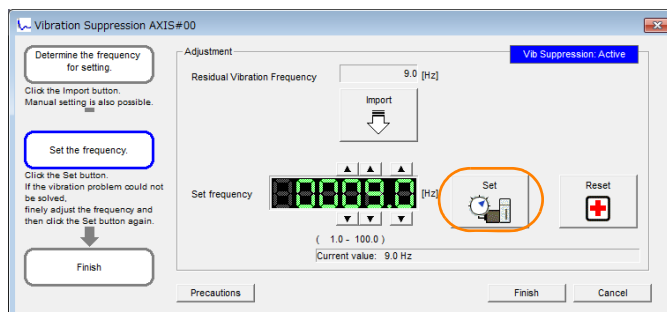 Vibration Suppression AXIS#00
Determine the frequency
for setting.
Click the Import button.
Manual setting is also possible.
Set the frequency.
Click the Set button.
If the vibration problem could not
be solved,
finely adjust the frequency and
then click the Set button again.
Finish
Adjustment
Vib Suppression: Active
Residual Vibration Frequency
9.0 [Hz]
Import
Set frequency
0009.0 [Hz]
Set
Reset
( 1.0 - 100.0 )
Current value: 9.0 Hz
Precautions
Finish
Cancel